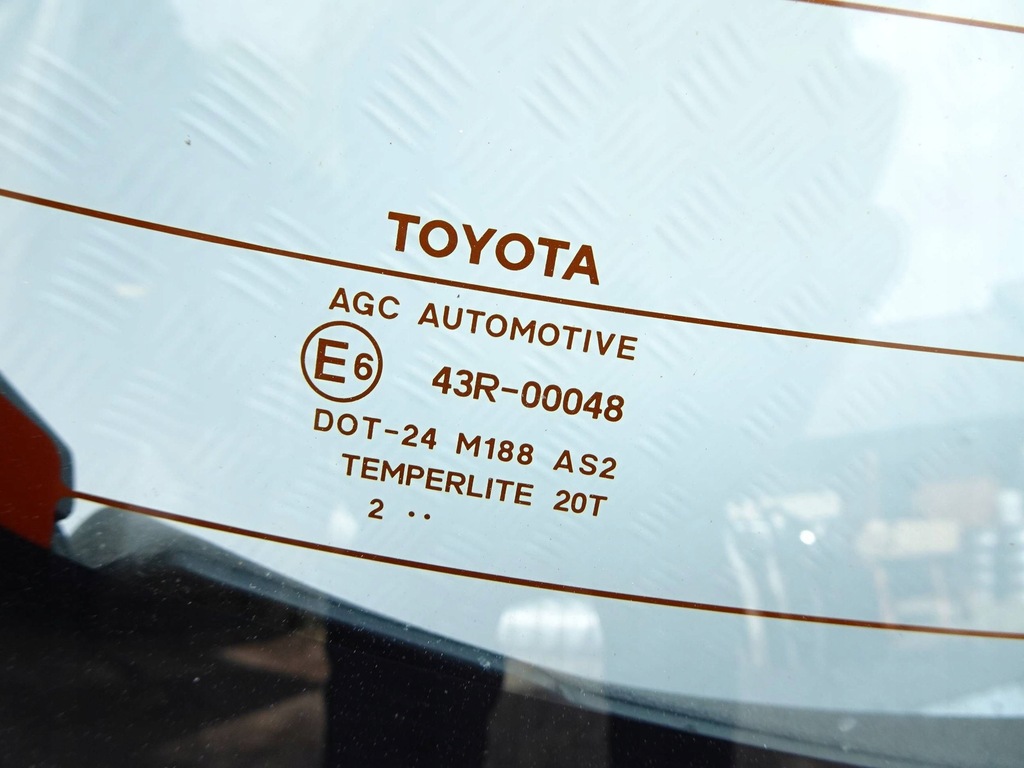 TOYOTA
AGC AUTOMOTIVE
E6 43R-00048
DOT-24 M188 AS2
TEMPERLITE 20T
2 ··